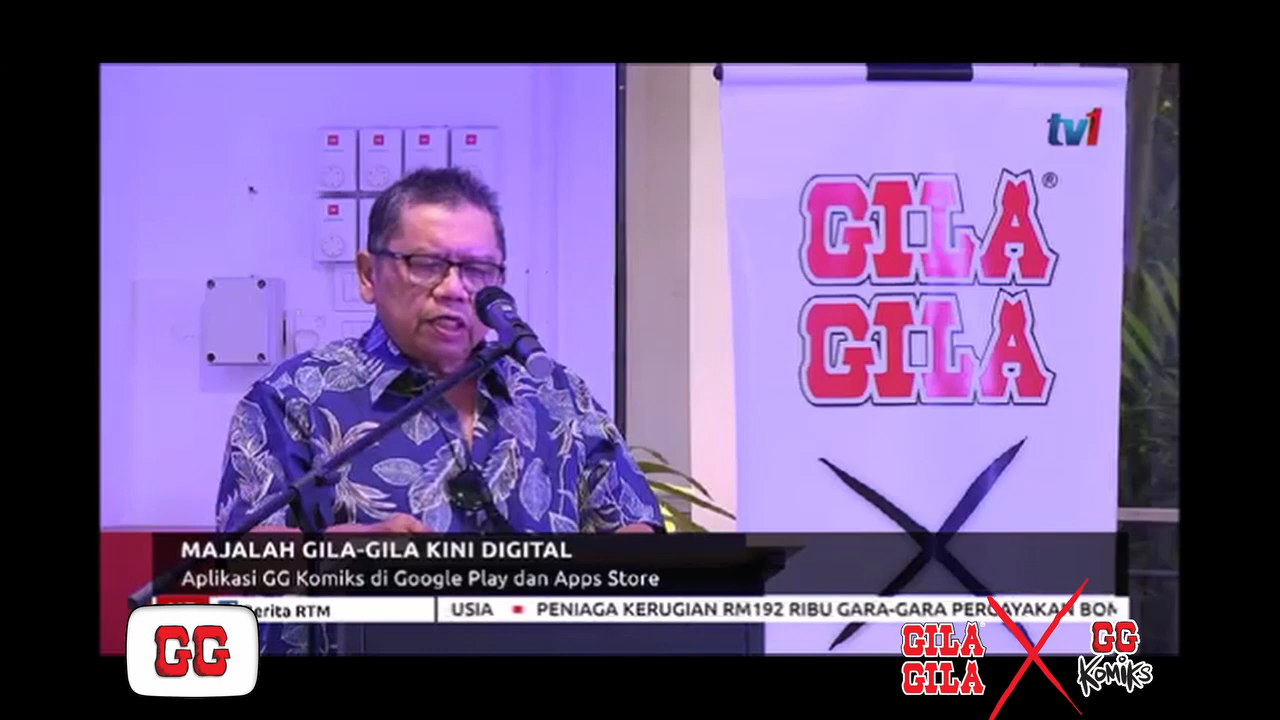 tv1
GILA®
GILA
MAJALAH GILA-GILA KINI DIGITAL
Aplikasi GG Komiks di Google Play dan Apps Store
Berita RTM
USIA ▪ PENIAGA KERUGIAN RM192 RIBU GARA-GARA PERCAYAKAN BOM
GG
GILA®
GILA
GG
Komiks